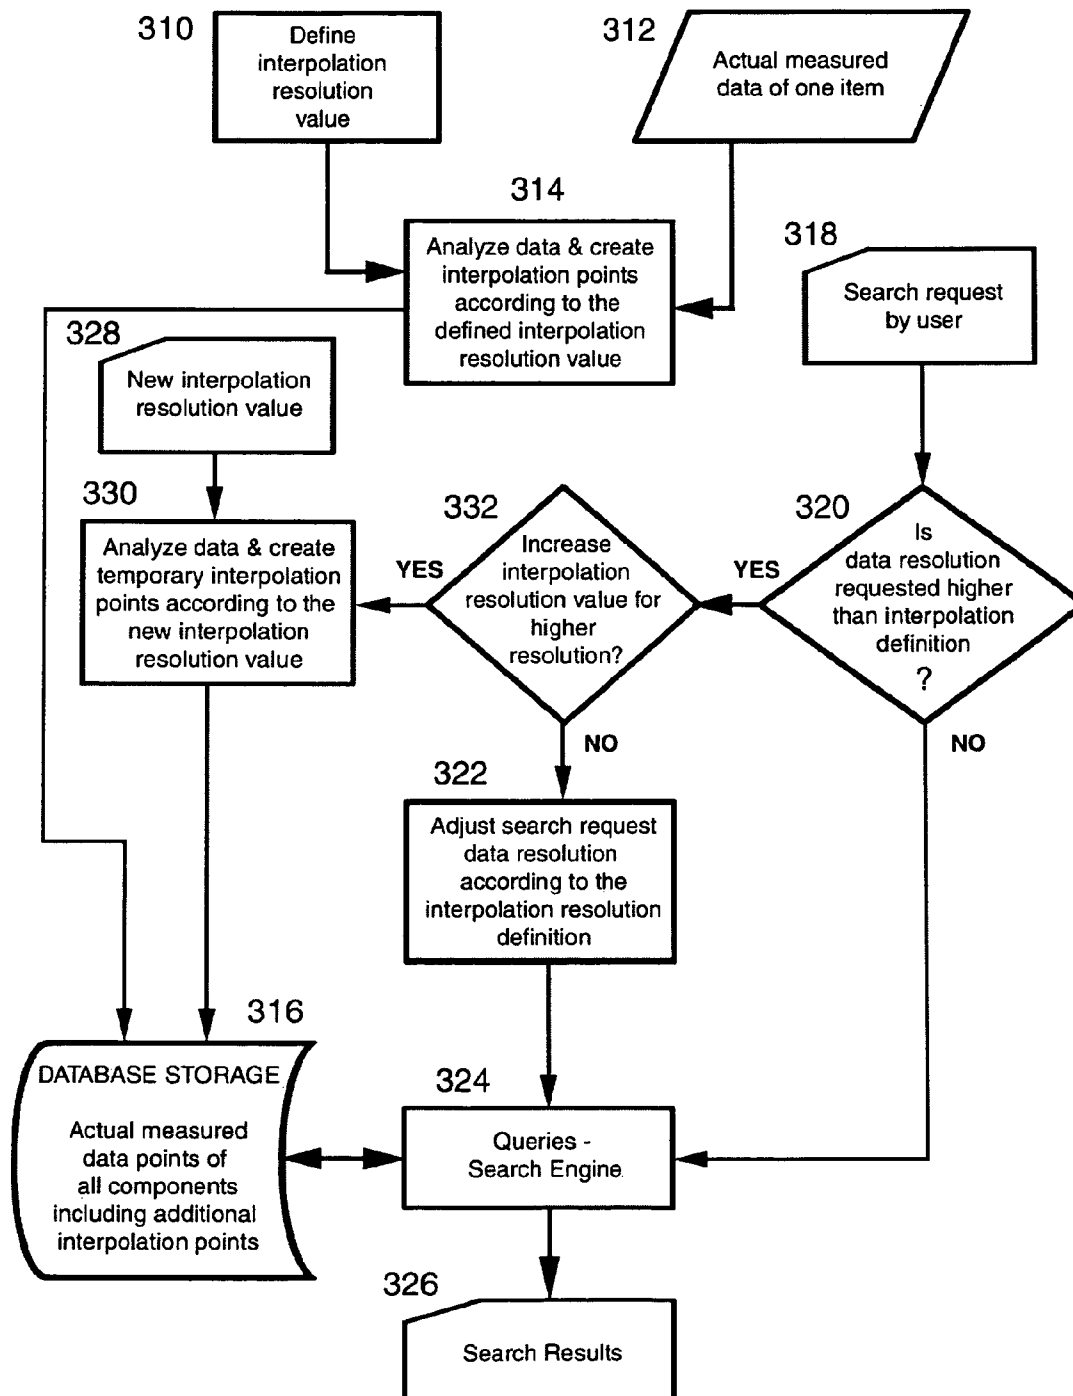 310
Define
interpolation
resolution
value
312
Actual measured
data of one item
314
Analyze data & create
interpolation points
according to the
defined interpolation
resolution value
318
Search request
by user
328
New interpolation
resolution value
330
Analyze data & create
temporary interpolation
points according to the
new interpolation
resolution value
YES
332
Increase
interpolation
resolution value for
higher
resolution?
NO
YES
320
Is
data resolution
requested higher
than interpolation
definition
?
NO
322
Adjust search request
data resolution
according to the
interpolation resolution
definition
316
DATABASE STORAGE
Actual measured
data points of
all components
including additional
interpolation points
324
Queries -
Search Engine
326
Search Results